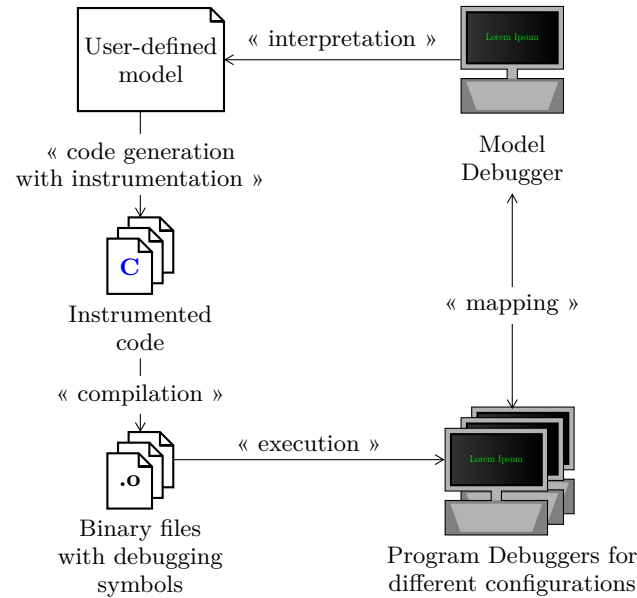 User-defined
model
« interpretation »
Lorem Ipsum
Model
Debugger
« code generation
with instrumentation »
C
Instrumented
code
« mapping »
« compilation »
.o
Binary files
with debugging
symbols
« execution »
Lorem Ipsum
Program Debuggers for
different configurations